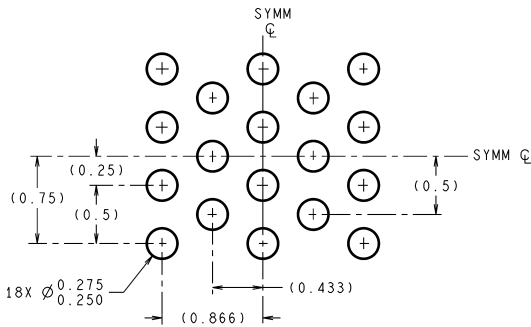 SYMM
℄
SYMM ℄
(0.25)
(0.75)
(0.5)
(0.5)
18X Ø 0.275
0.250
(0.433)
(0.866)